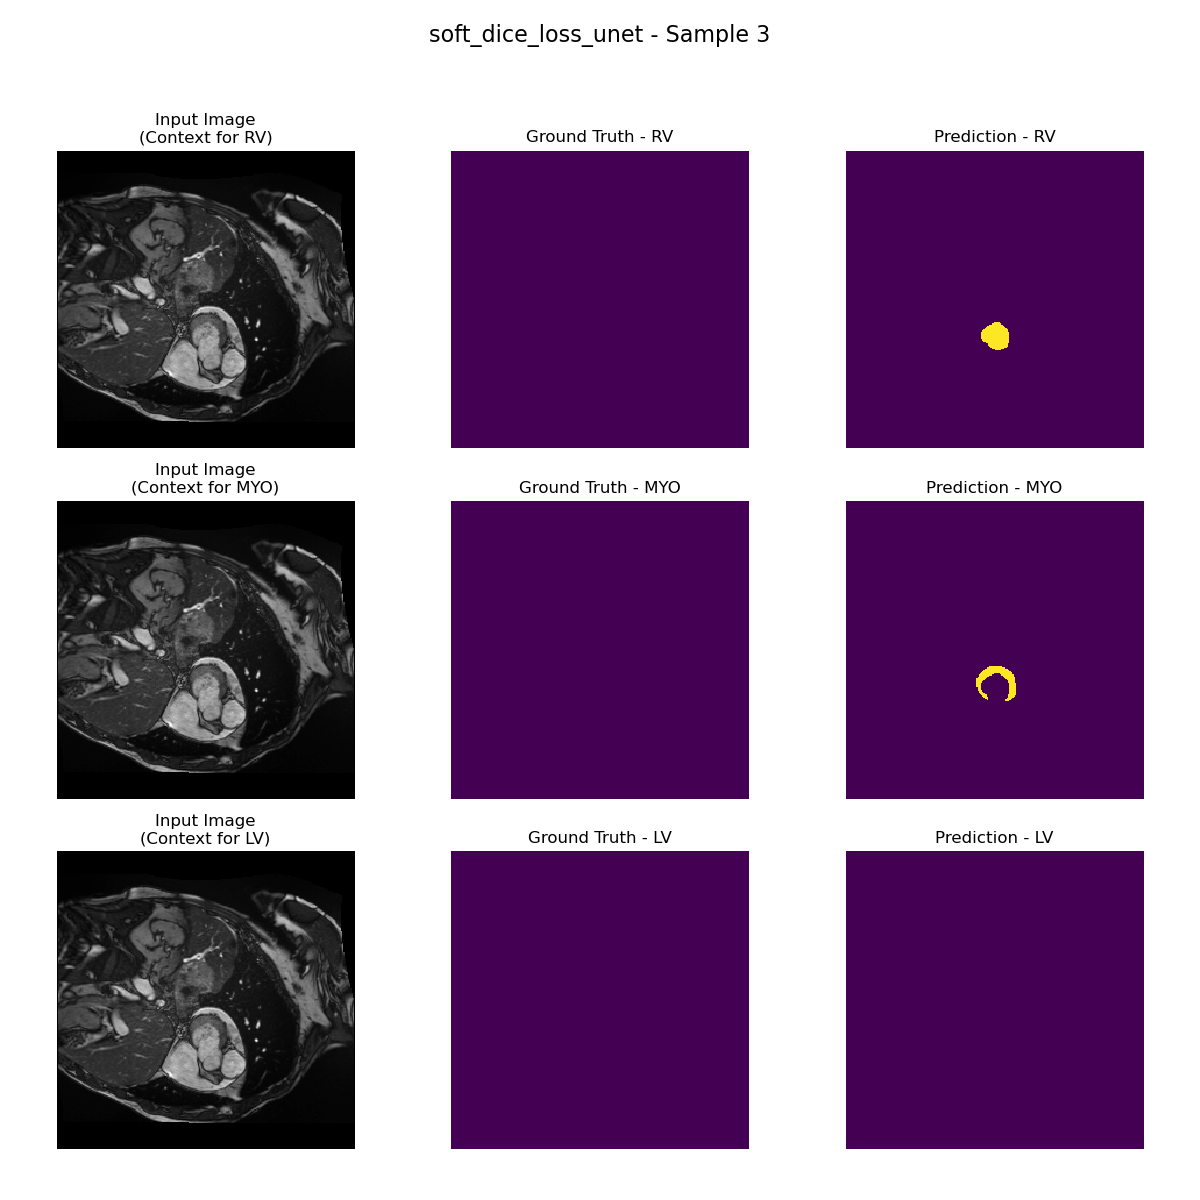 soft_dice_loss_unet - Sample 3
Input Image
(Context for RV)
Ground Truth - RV
Prediction - RV
Input Image
(Context for MYO)
Ground Truth - MYO
Prediction - MYO
Input Image
(Context for LV)
Ground Truth - LV
Prediction - LV